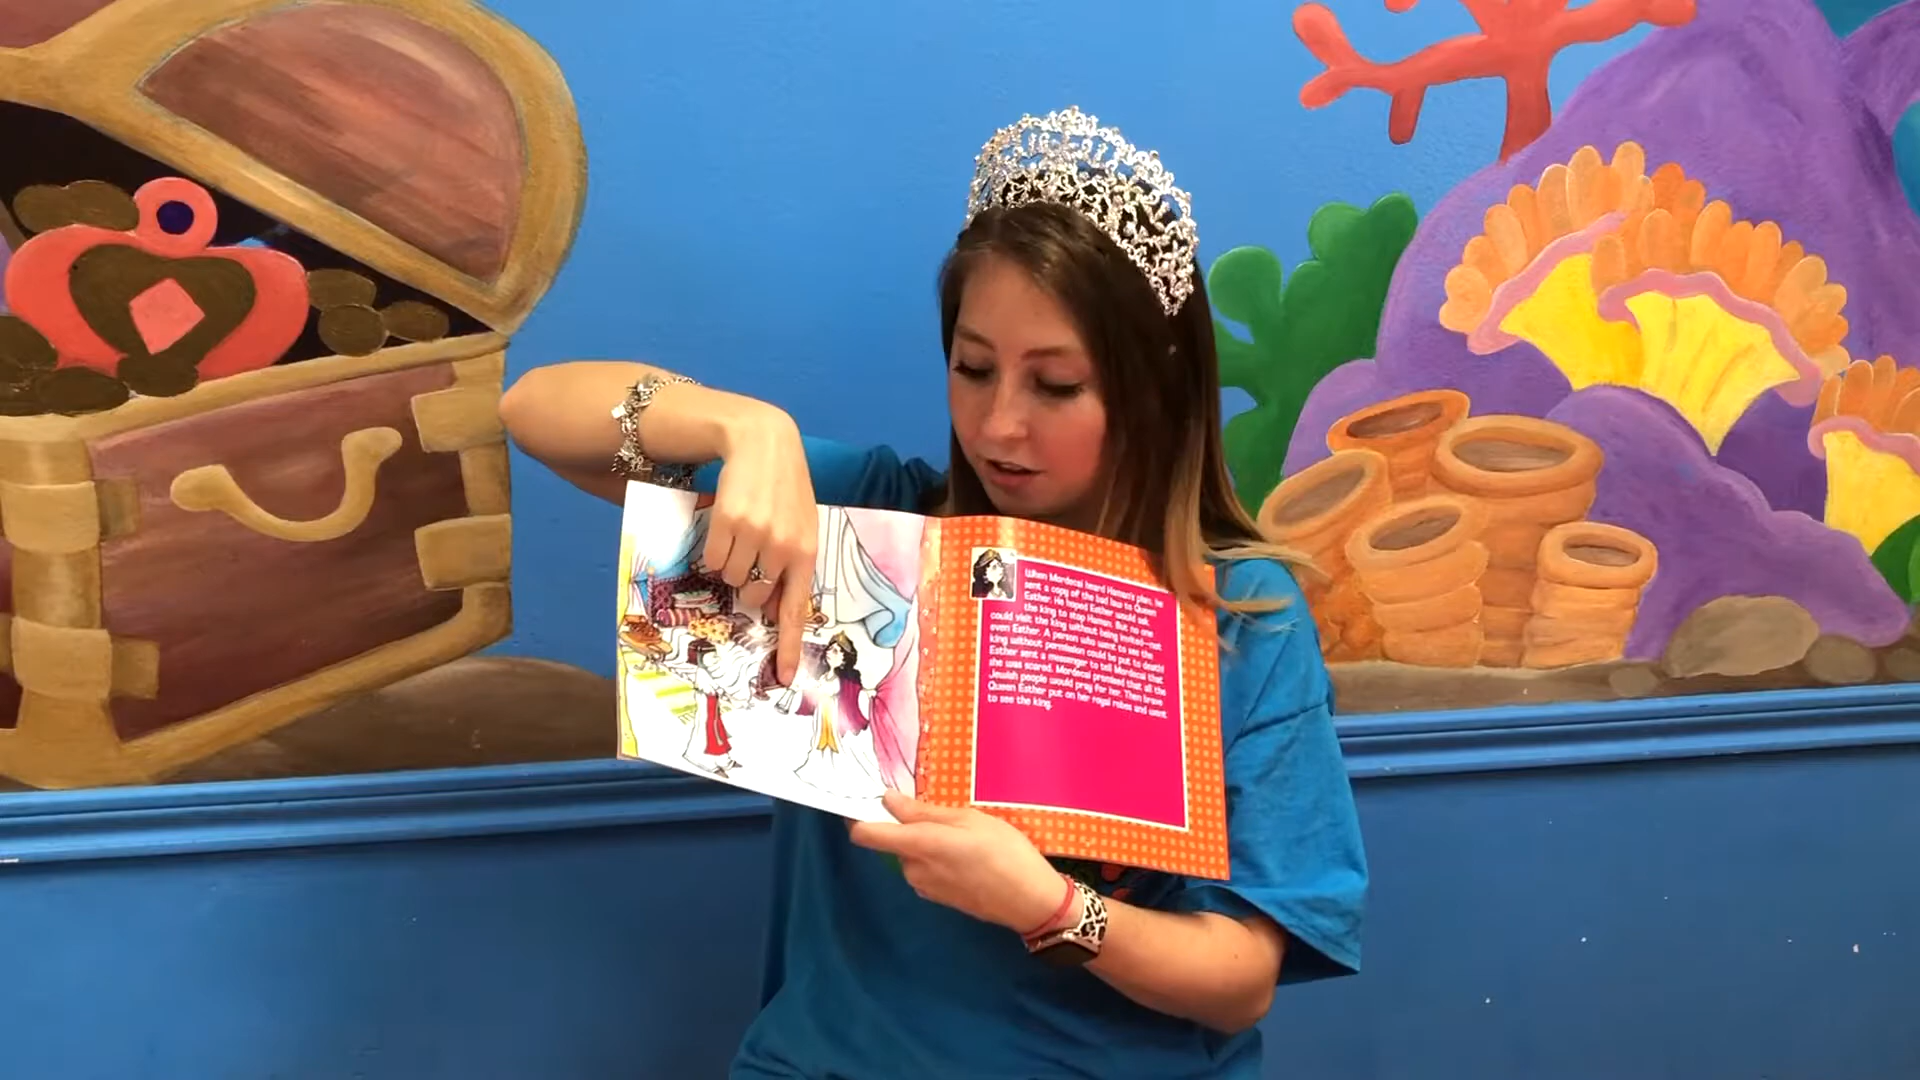 When Mordecai heard Haman's plan, he
sent a copy of the bad law to Queen
Esther. He hoped Esther would ask
the king to stop Haman. But no one
could visit the king without being invited—not
even Esther. A person who went to see the
king without permission could be put to death!
Esther sent a messenger to tell Mordecai that
she was scared. Mordecai promised that all the
Jewish people would pray for her. Then brave
Queen Esther put on her royal robes and went
to see the king.